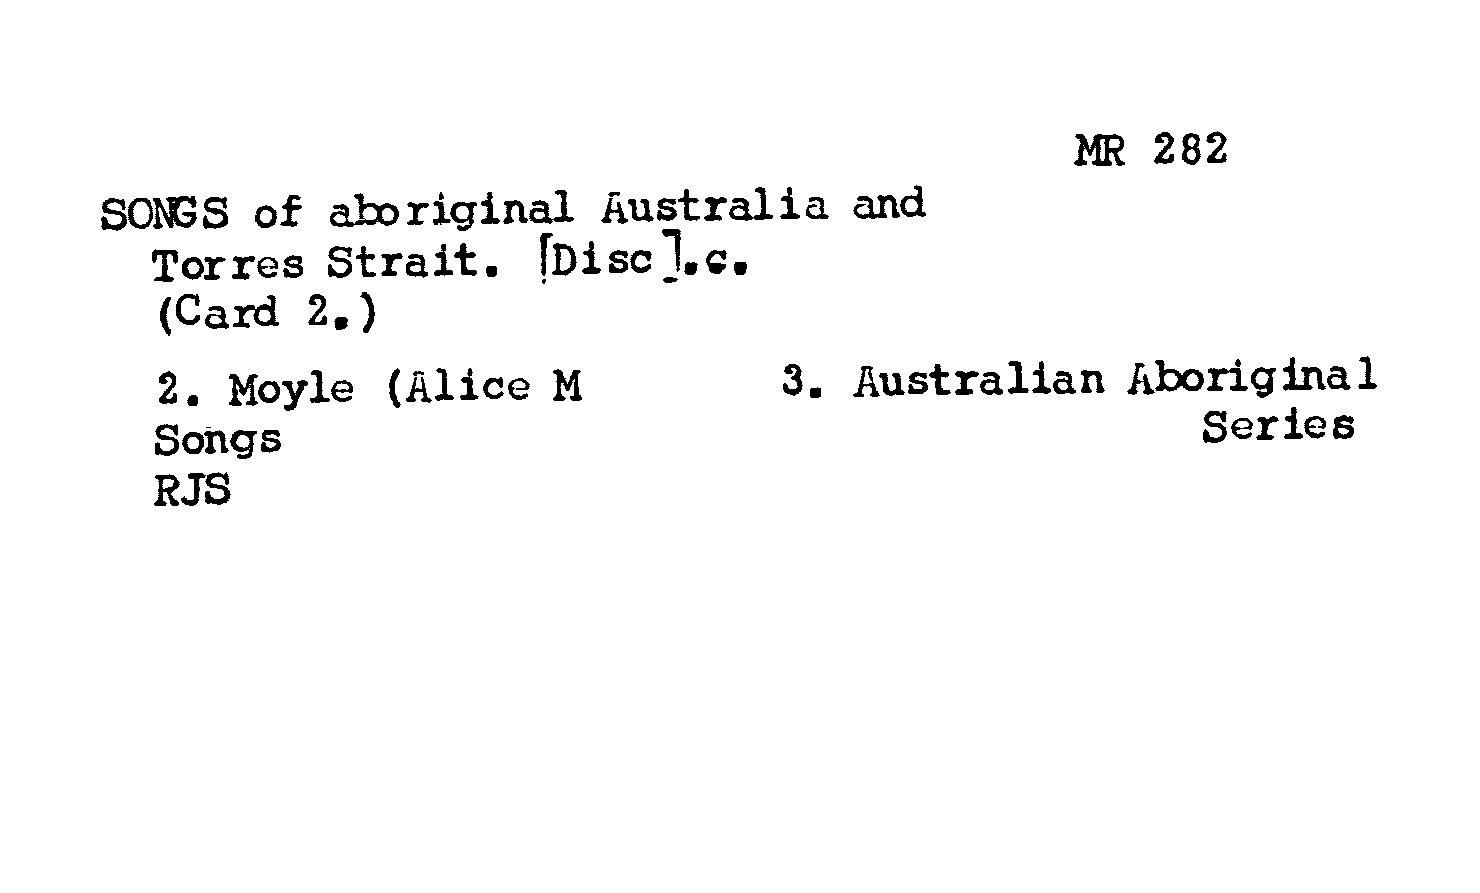 MR 282
SONGS of aboriginal Australia and
Torres Strait. [Disc].c.
(Card 2.)
2. Moyle (Alice M 3. Australian Aboriginal
Songs Series
RJS